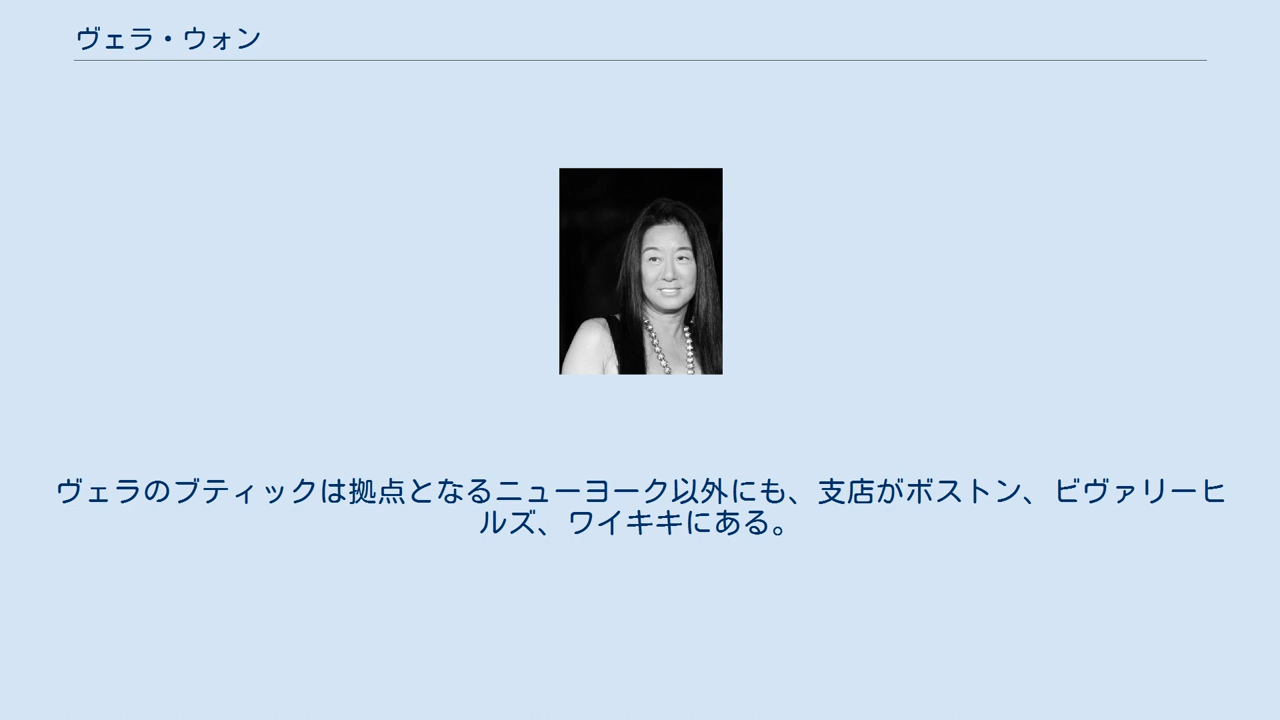 ヴェラ・ウォン
ヴェラのブティックは拠点となるニューヨーク以外にも、支店がボストン、ビヴァリーヒ
ルズ、ワイキキにある。